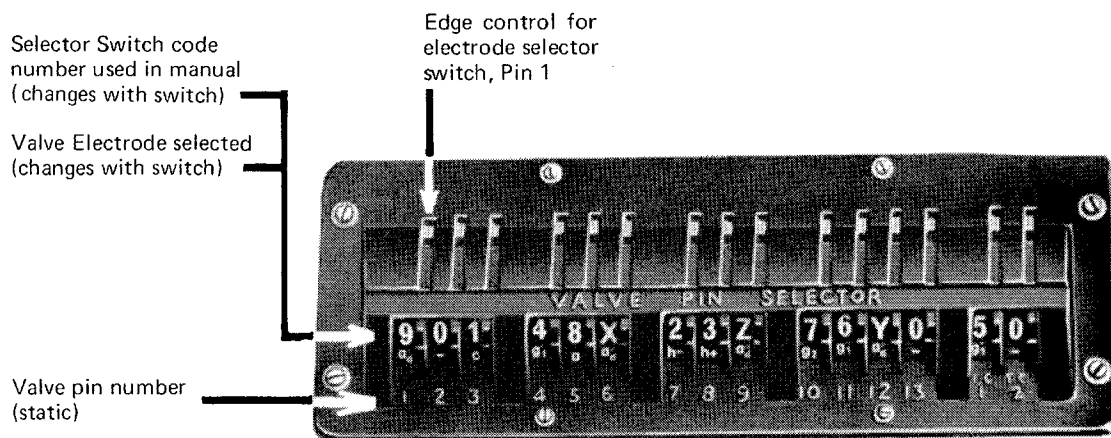 Selector Switch code
number used in manual
(changes with switch)
Valve Electrode selected
(changes with switch)
Valve pin number
(static)
Edge control for
electrode selector
switch, Pin 1
VALVE PIN SELECTOR
9 0 1 4 8 X 2 3 Z 7 6 Y 0 5 0
1 2 3 4 5 6 7 8 9 10 11 12 13 1 2